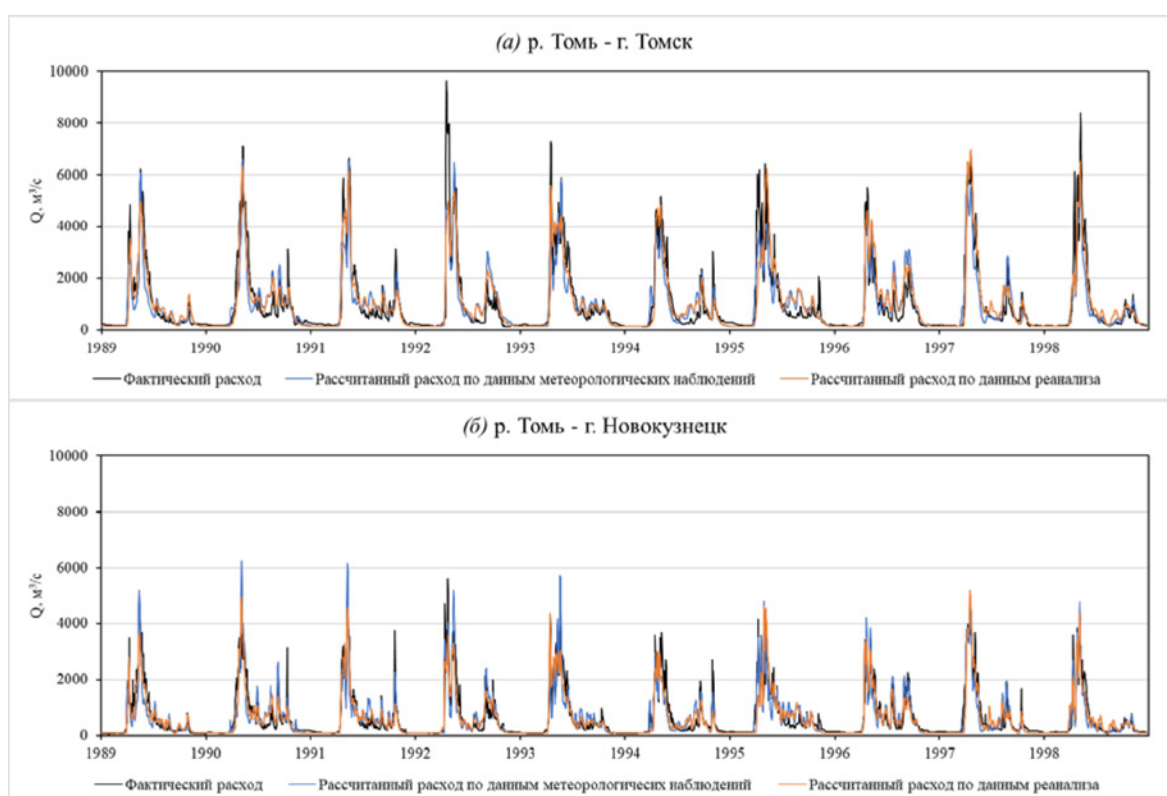 (а) р. Томь - г. Томск
10000
8000
6000
4000
2000
0
Q, м³/с
1989 1990 1991 1992 1993 1994 1995 1996 1997 1998
Фактический расход Рассчитанный расход по данным метеорологических наблюдений Рассчитанный расход по данным реанализа
(б) р. Томь - г. Новокузнецк
10000
8000
6000
4000
2000
0
Q, м³/с
1989 1990 1991 1992 1993 1994 1995 1996 1997 1998
Фактический расход Рассчитанный расход по данным метеорологических наблюдений Рассчитанный расход по данным реанализа